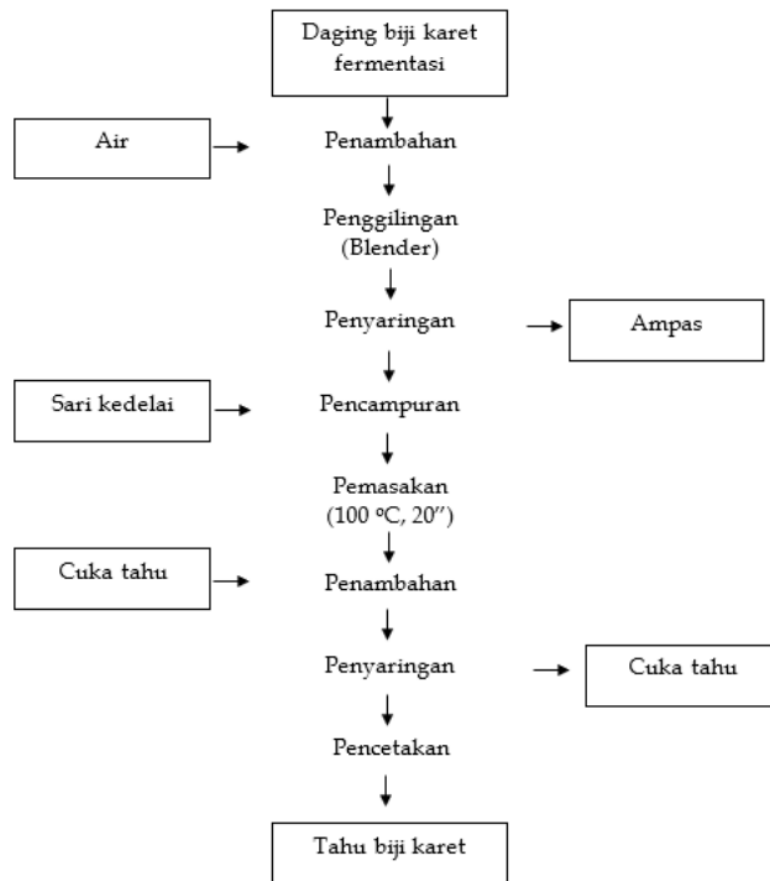 Daging biji karet
fermentasi
Air
Penambahan
Penggilingan
(Blender)
Penyaringan
Ampas
Sari kedelai
Pencampuran
Pemasakan
(100 ºC, 20’’)
Cuka tahu
Penambahan
Penyaringan
Cuka tahu
Pencetakan
Tahu biji karet